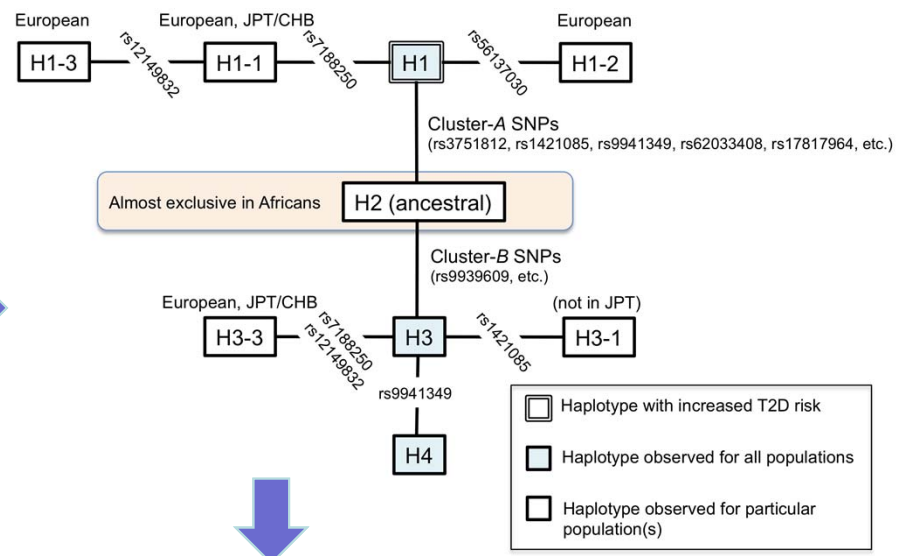 European
European, JPT/CHB
European
H1-3
rs12149832
H1-1
rs7188250
H1
rs56137030
H1-2
Cluster-A SNPs
(rs3751812, rs1421085, rs9941349, rs62033408, rs17817964, etc.)
Almost exclusive in Africans
H2 (ancestral)
Cluster-B SNPs
(rs9939609, etc.)
European, JPT/CHB
(not in JPT)
H3-3
rs7188250
rs12149832
H3
rs1421085
H3-1
rs9941349
H4
Haplotype with increased T2D risk
Haplotype observed for all populations
Haplotype observed for particular
population(s)